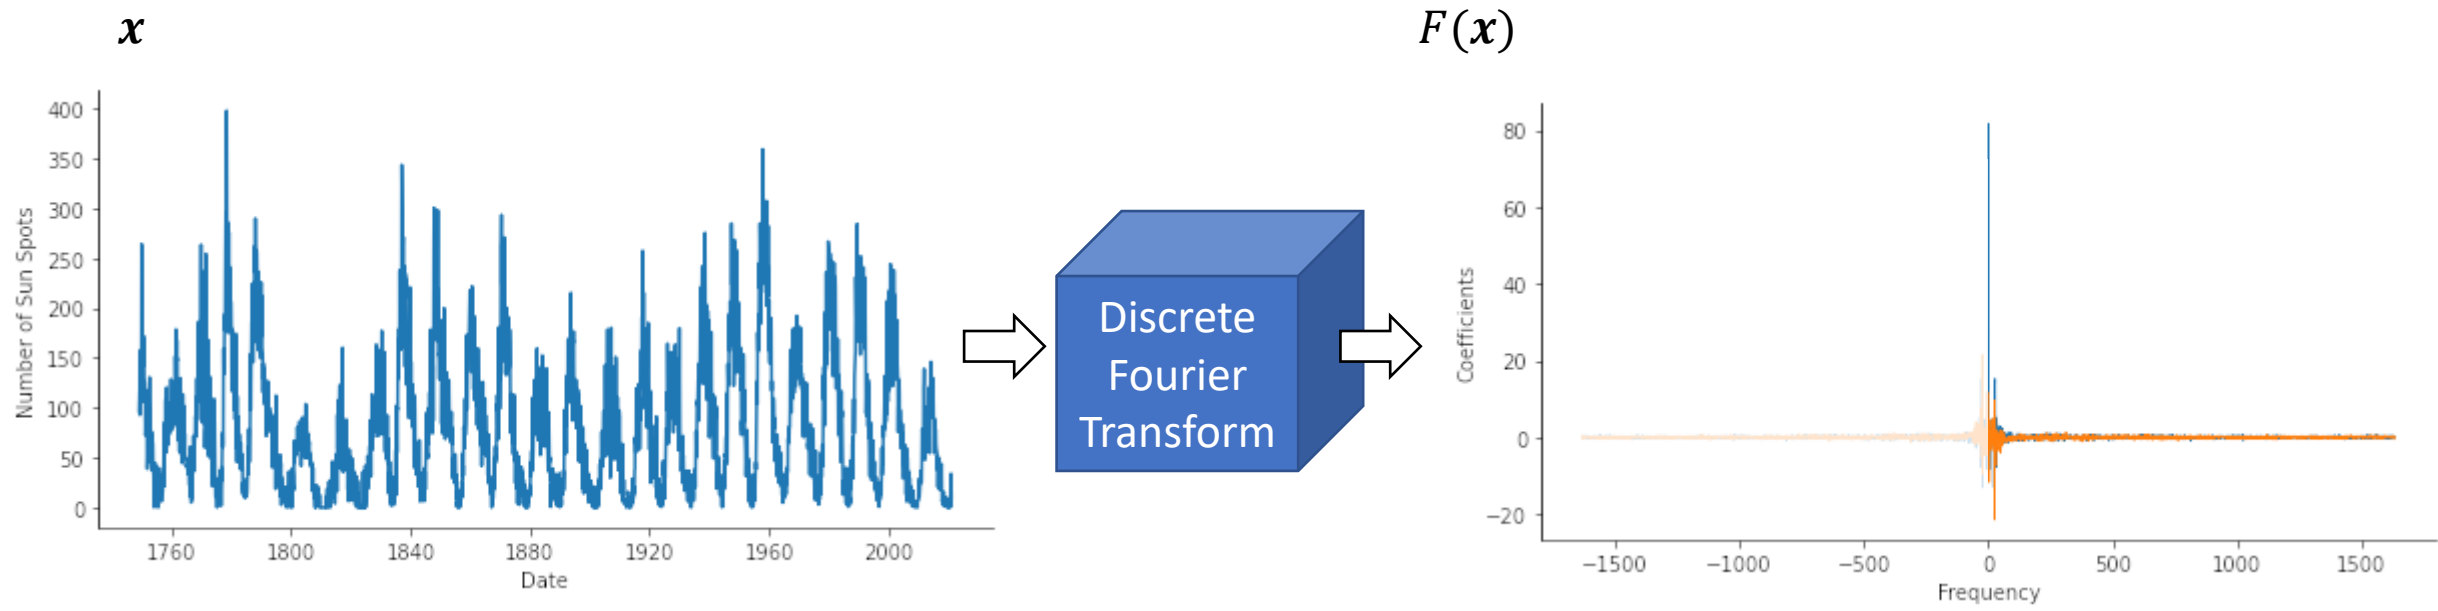 x
F(x)
400
350
300
250
200
150
100
50
0
Number of Sun Spots
1760 1800 1840 1880 1920 1960 2000
Date
Discrete
Fourier
Transform
80
60
40
20
0
−20
Coefficients
−1500 −1000 −500 0 500 1000 1500
Frequency